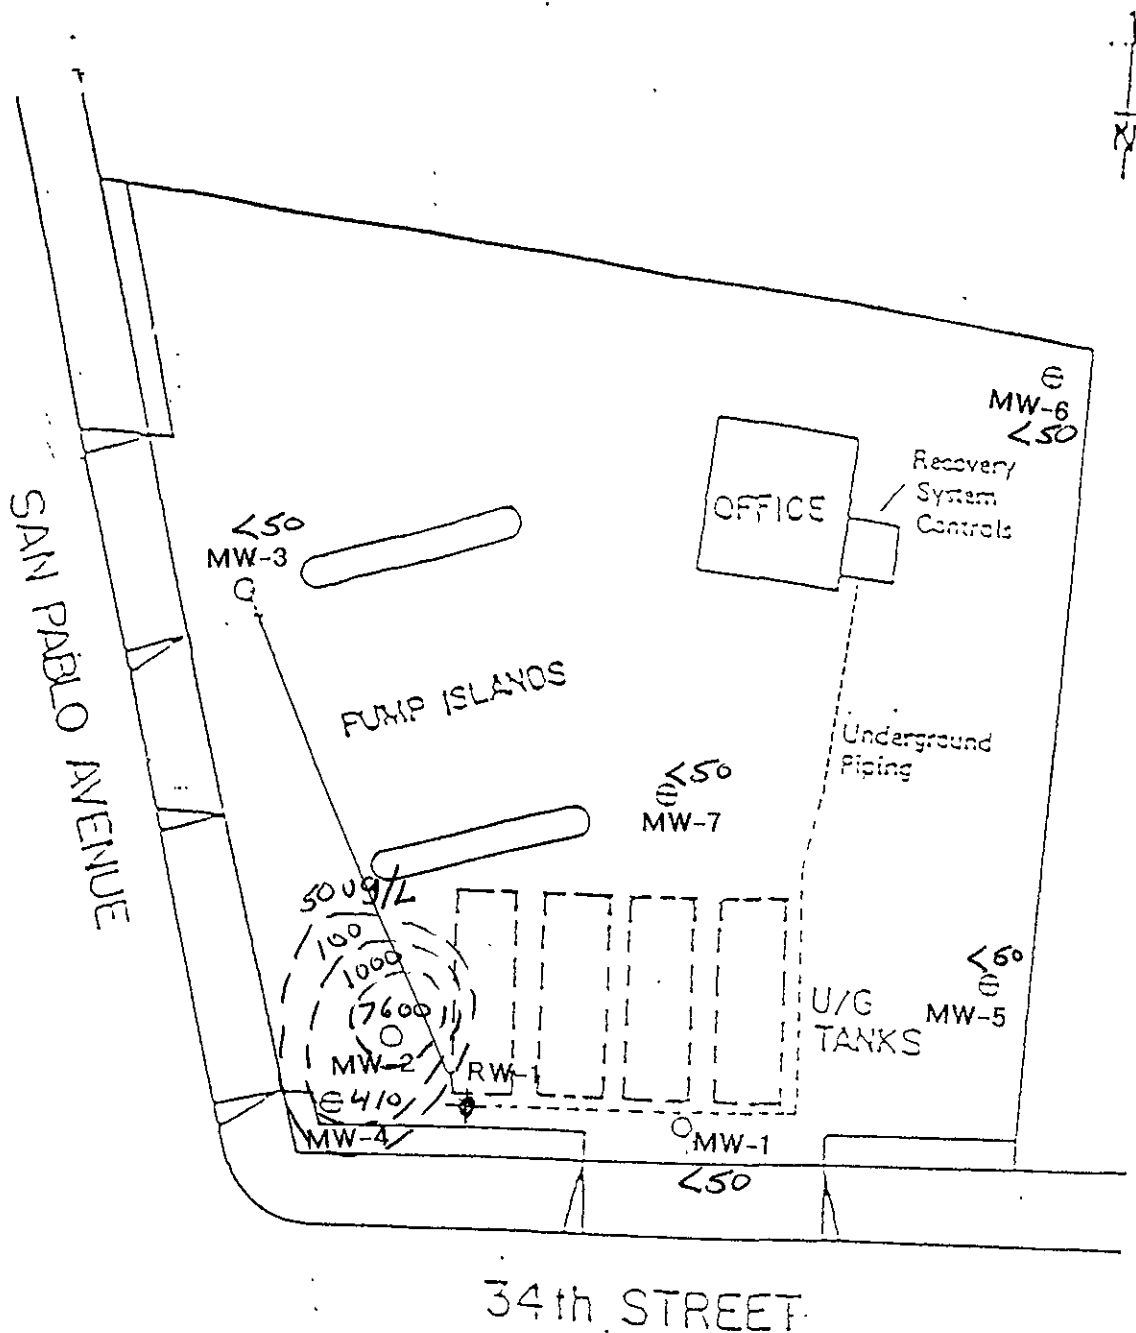 N
MW-6
<50
Recovery
System
Controls
OFFICE
<50
MW-3
SAN PABLO AVENUE
PUMP ISLANDS
Underground
Piping
<50
MW-7
50 ug/L
100
1000
7600
MW-2
RW-1
410
MW-4
U/G
TANKS
<60
MW-5
MW-1
<50
34th STREET